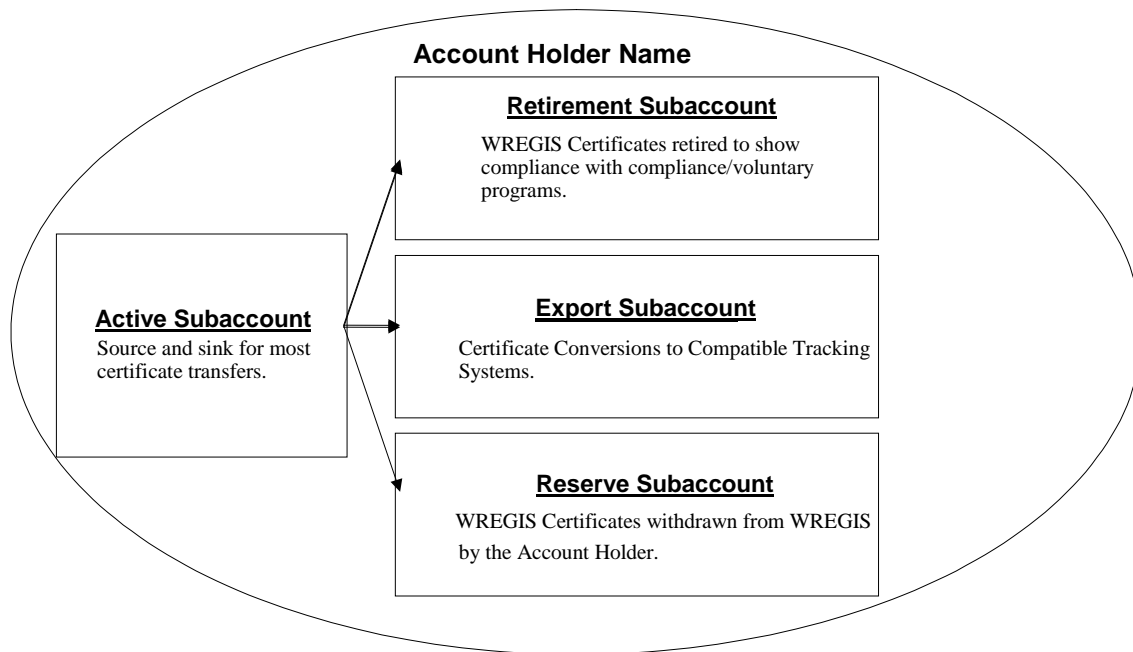 Account Holder Name
Retirement Subaccount
WREGIS Certificates retired to show
compliance with compliance/voluntary
programs.
Active Subaccount
Source and sink for most
certificate transfers.
Export Subaccount
Certificate Conversions to Compatible Tracking
Systems.
Reserve Subaccount
WREGIS Certificates withdrawn from WREGIS
by the Account Holder.